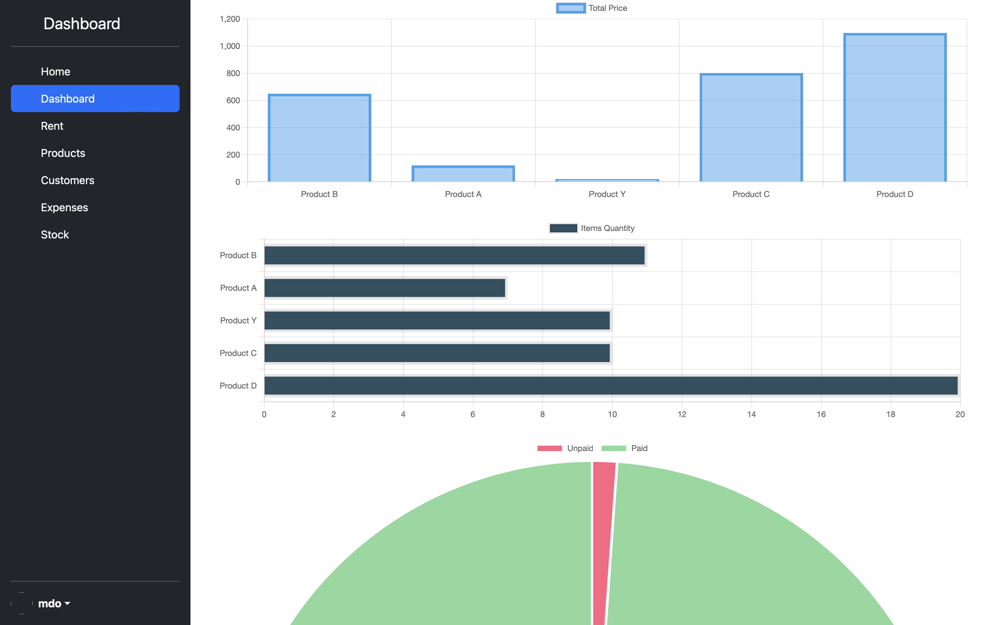 Dashboard
Home
Dashboard
Rent
Products
Customers
Expenses
Stock
mdo
Total Price
1,200
1,000
800
600
400
200
0
Product B Product A Product Y Product C Product D
Items Quantity
Product B
Product A
Product Y
Product C
Product D
0 2 4 6 8 10 12 14 16 18 20
Unpaid Paid